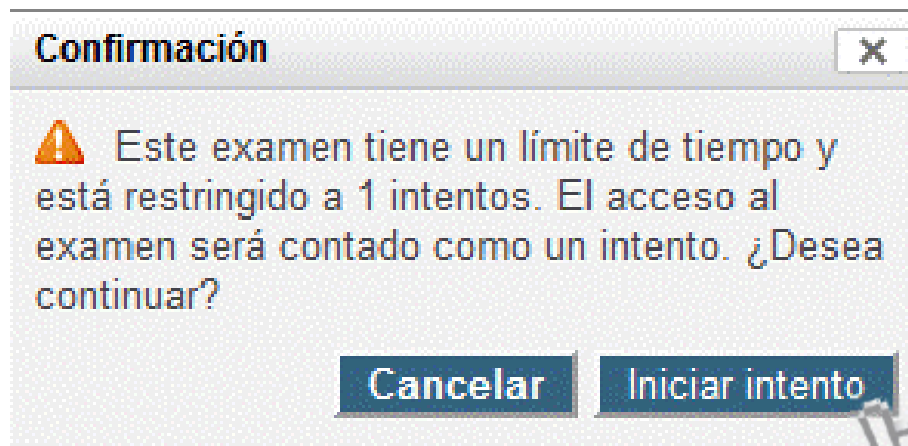 Confirmación
Este examen tiene un límite de tiempo y
está restringido a 1 intentos. El acceso al
examen será contado como un intento. ¿Desea
continuar?
Cancelar
Iniciar intento